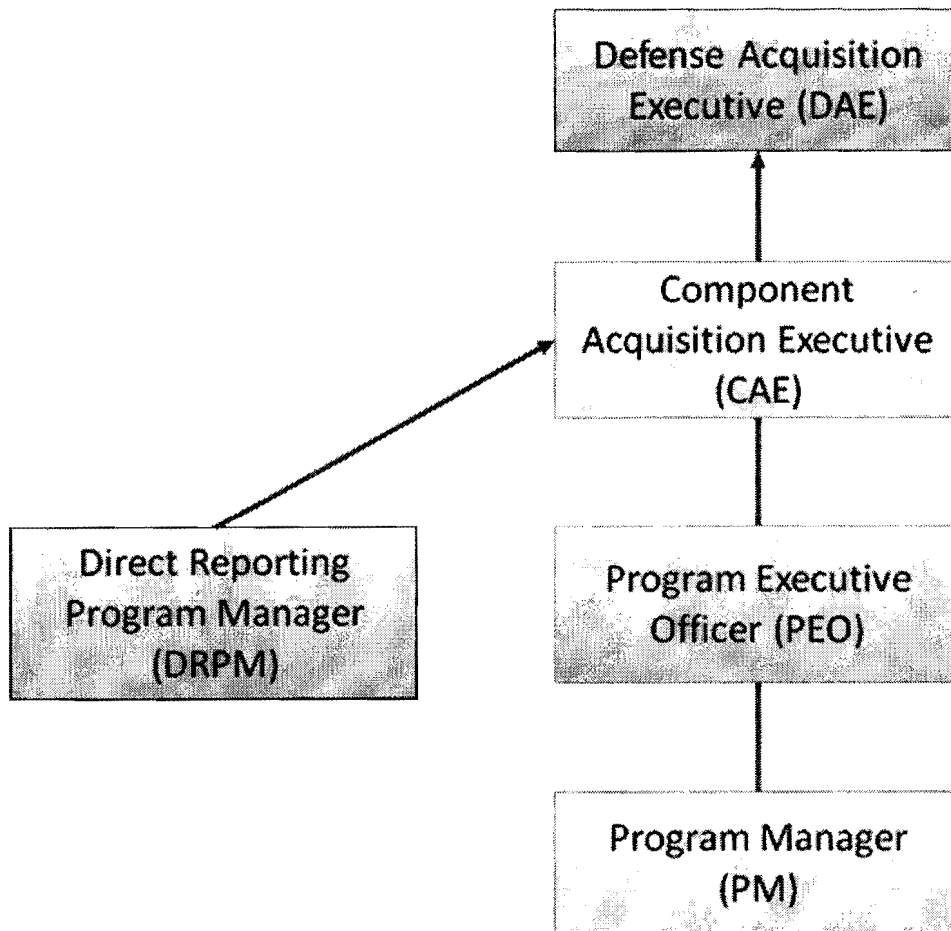 Defense Acquisition
Executive (DAE)
Component
Acquisition Executive
(CAE)
Direct Reporting
Program Manager
(DRPM)
Program Executive
Officer (PEO)
Program Manager
(PM)